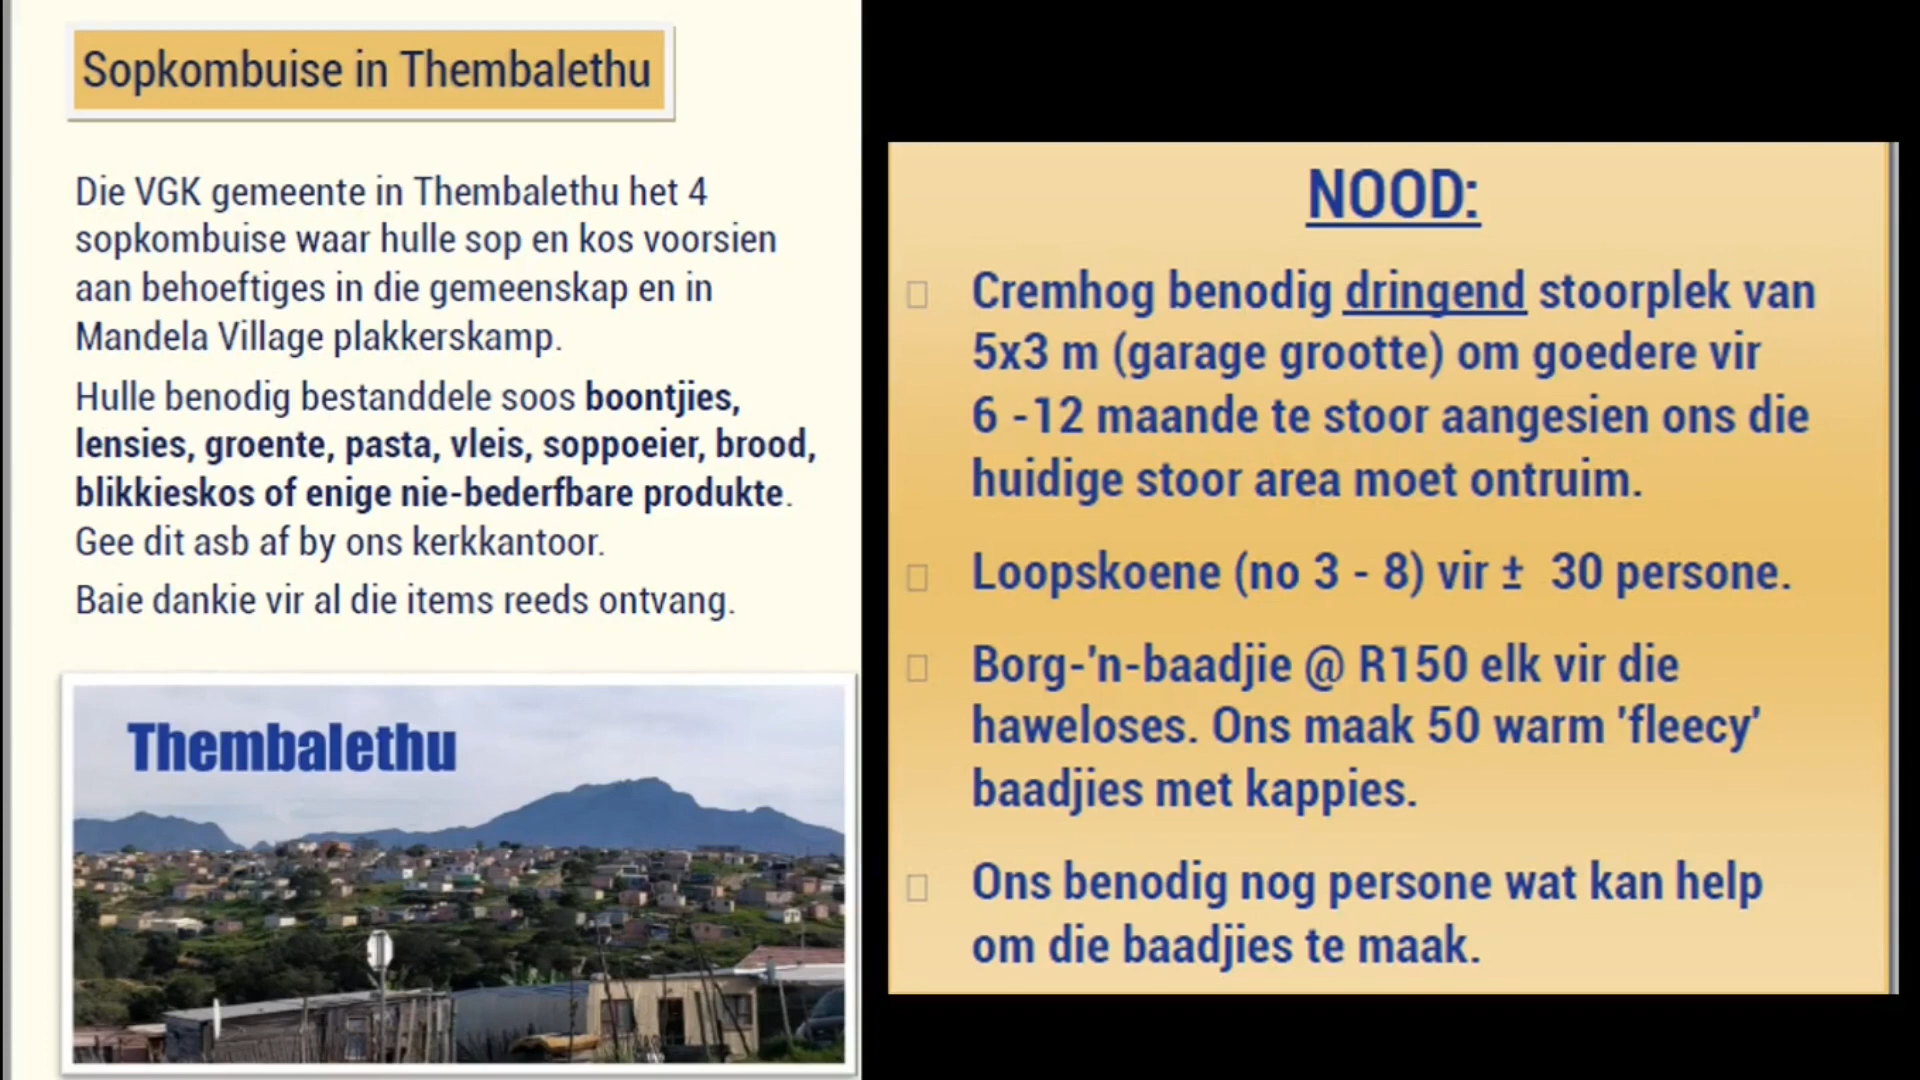 Sopkombuise in Thembalethu
Die VGK gemeente in Thembalethu het 4
sopkombuise waar hulle sop en kos voorsien
aan behoeftiges in die gemeenskap en in
Mandela Village plakkerskamp.
Hulle benodig bestanddele soos boontjies,
lensies, groente, pasta, vleis, soppoeier, brood,
blikkieskos of enige nie-bederfbare produkte.
Gee dit asb af by ons kerkkantoor.
Baie dankie vir al die items reeds ontvang.
Thembalethu
NOOD:
Cremhog benodig dringend stoorplek van
5x3 m (garage grootte) om goedere vir
6 -12 maande te stoor aangesien ons die
huidige stoor area moet ontruim.
Loopskoene (no 3 - 8) vir ± 30 persone.
Borg-'n-baadjie @ R150 elk vir die
haweloses. Ons maak 50 warm 'fleecy'
baadjies met kappies.
Ons benodig nog persone wat kan help
om die baadjies te maak.